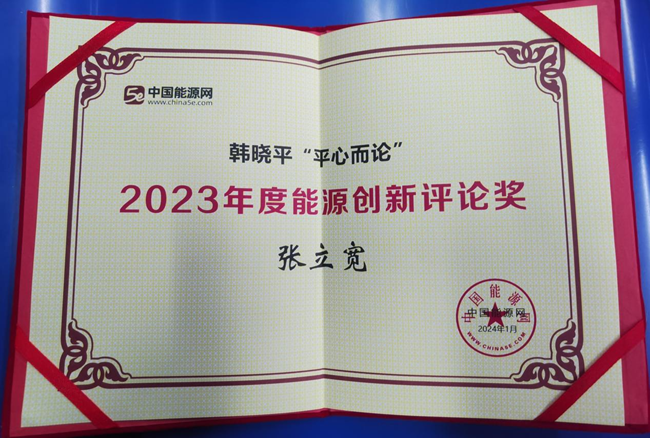 5e 中国能源网
www.china5e.com
韩晓平“平心而论”
2023年度能源创新评论奖
张立宽
中国能源网
中国能源网
2024年1月
WWW.CHINA5E.COM